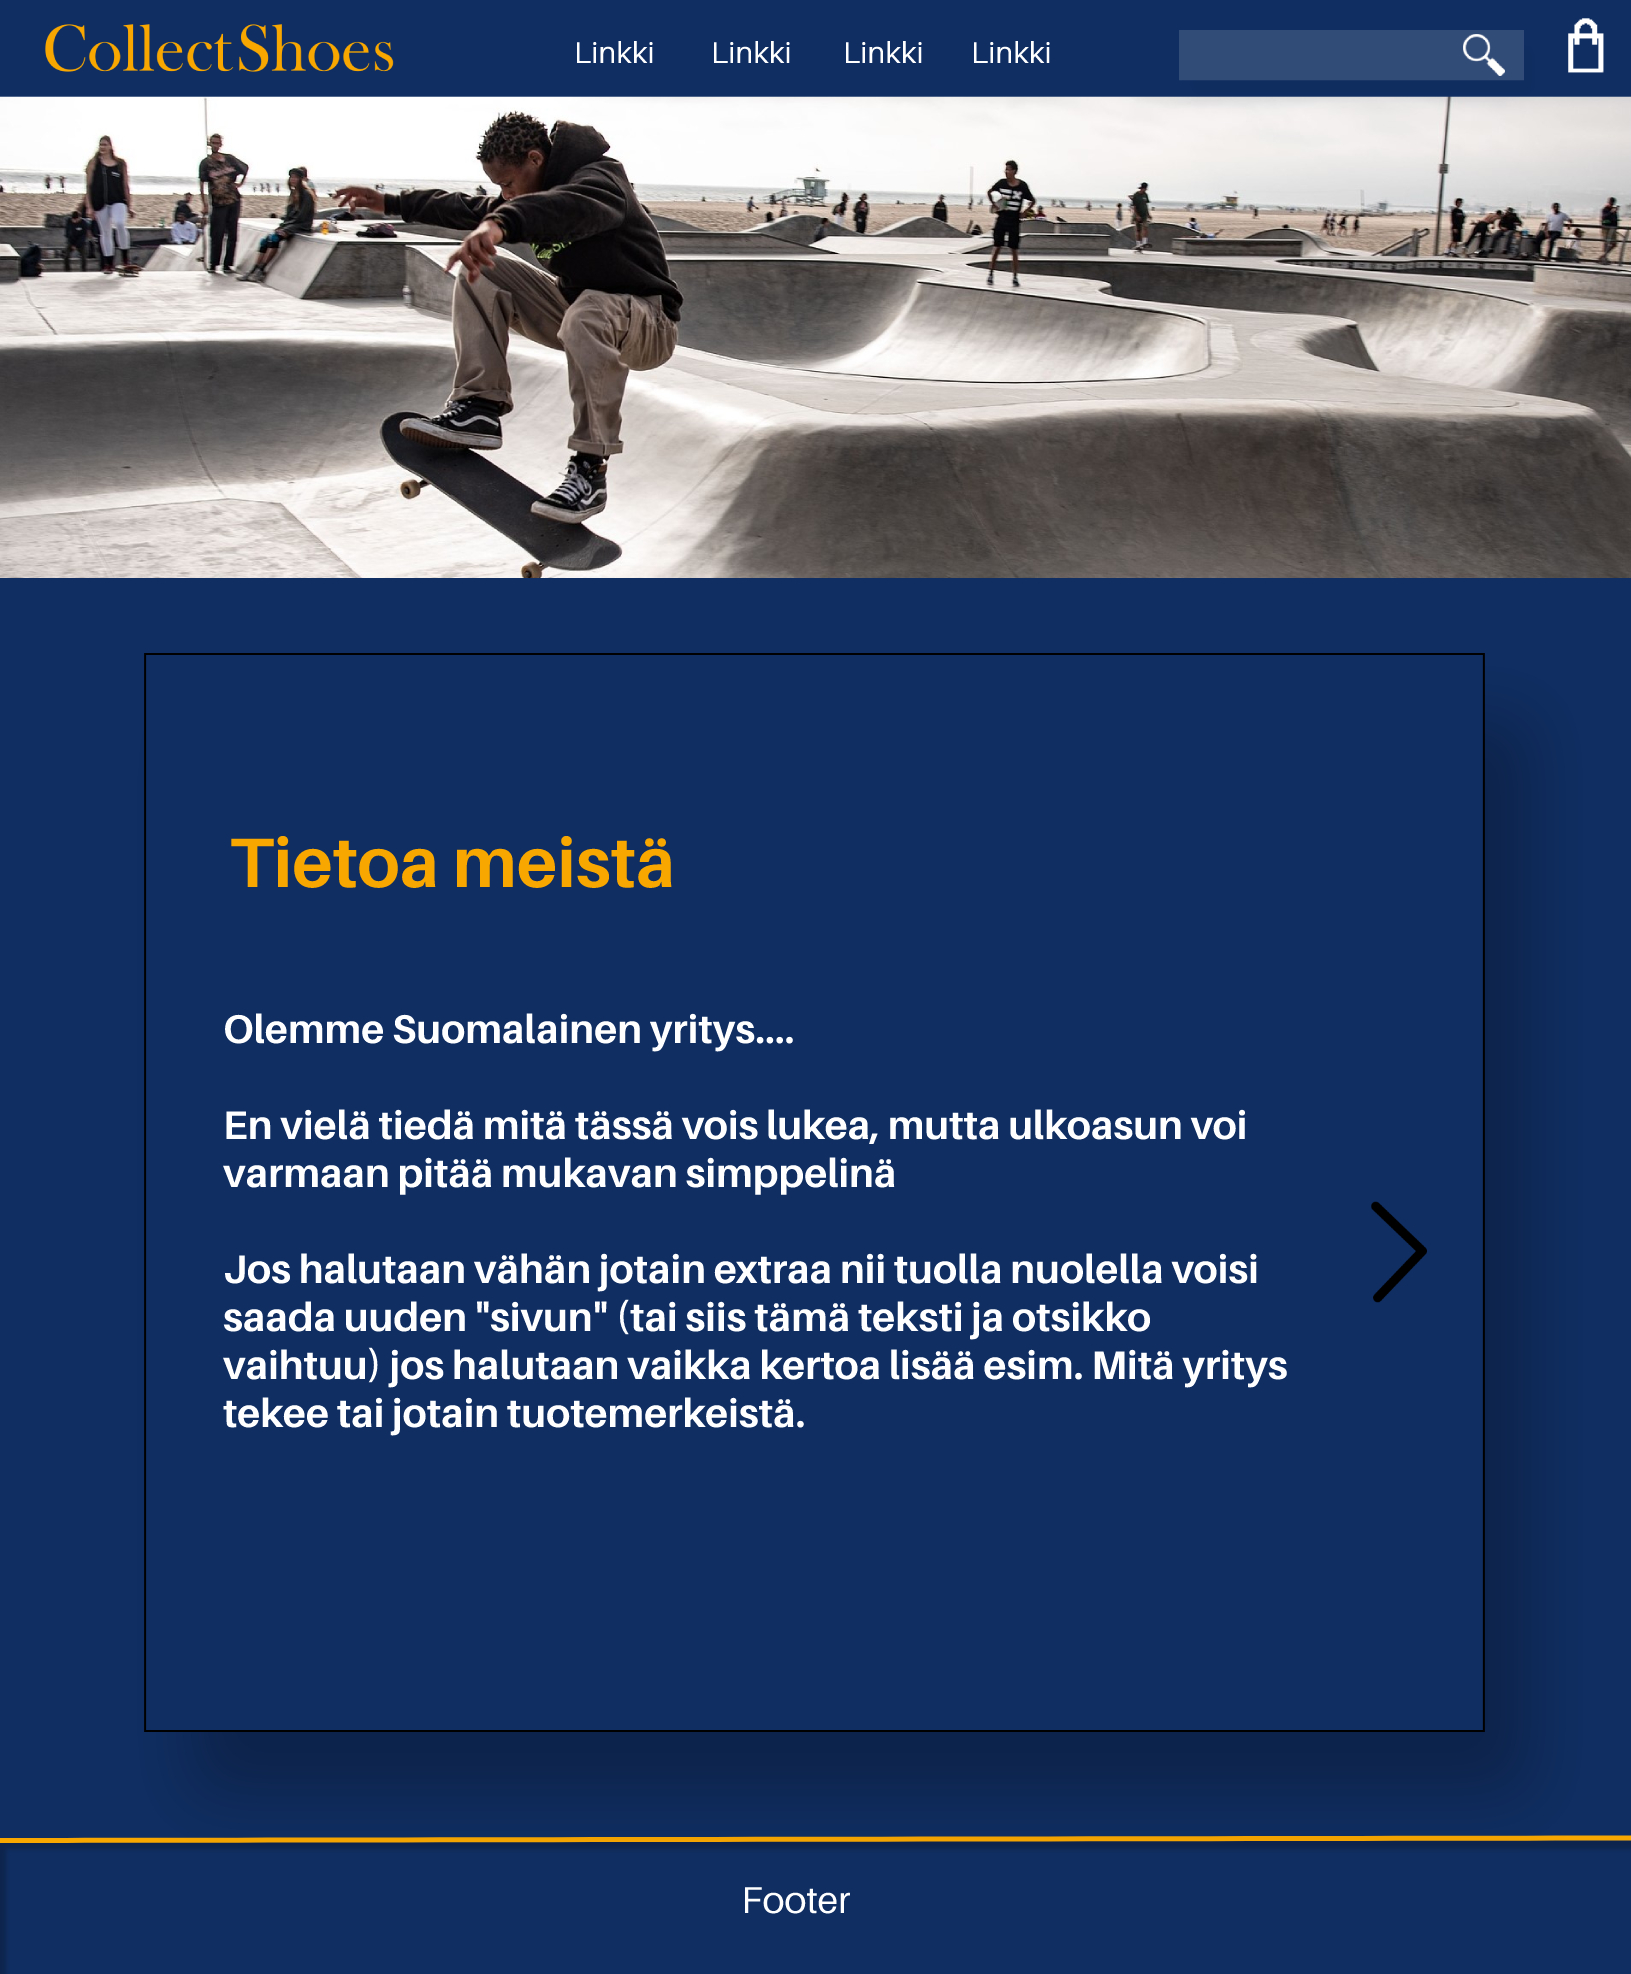 CollectShoes
Linkki Linkki Linkki Linkki
Tietoa meistä
Olemme Suomalainen yritys....
En vielä tiedä mitä tässä vois lukea, mutta ulkoasun voi
varmaan pitää mukavan simppelinä
Jos halutaan vähän jotain extraa nii tuolla nuolella voisi
saada uuden "sivun" (tai siis tämä teksti ja otsikko
vaihtuu) jos halutaan vaikka kertoa lisää esim. Mitä yritys
tekee tai jotain tuotemerkeistä.
Footer